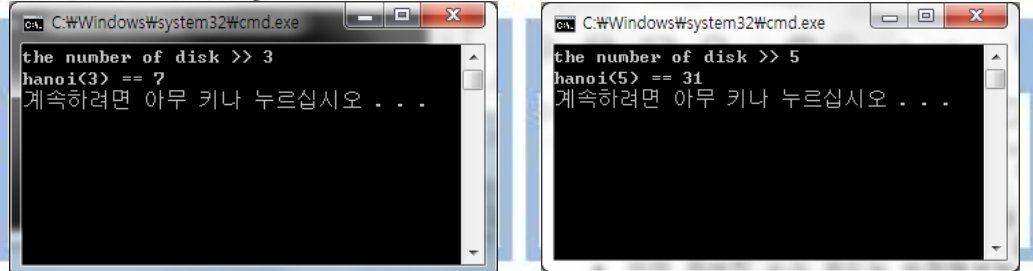 C:₩Windows₩system32₩cmd.exe
the number of disk >> 3
hanoi(3) == 7
계속하려면 아무 키나 누르십시오 . . .
C:₩Windows₩system32₩cmd.exe
the number of disk >> 5
hanoi(5) == 31
계속하려면 아무 키나 누르십시오 . . .